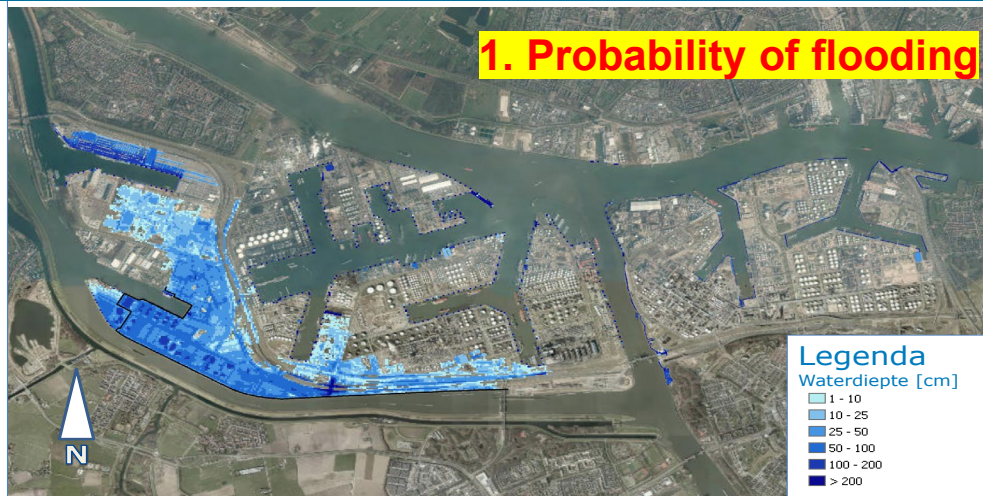 1. Probability of flooding
N
Legenda
Waterdiepte [cm]
1 - 10
10 - 25
25 - 50
50 - 100
100 - 200
> 200